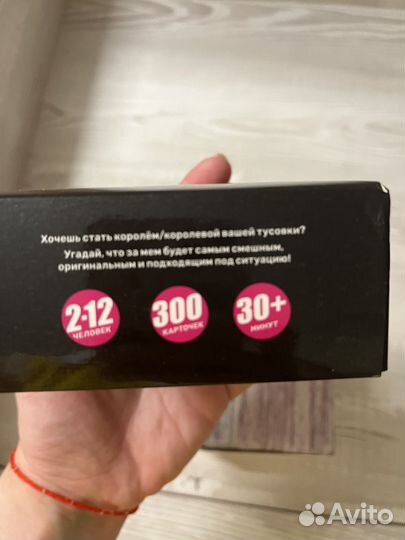 Хочешь стать королём/королевой вашей тусовки?
Угадай, что за мем будет самым смешным,
оригинальным и подходящим под ситуацию!
2-12
ЧЕЛОВЕК
300
КАРТОЧЕК
30+
МИНУТ
Avito